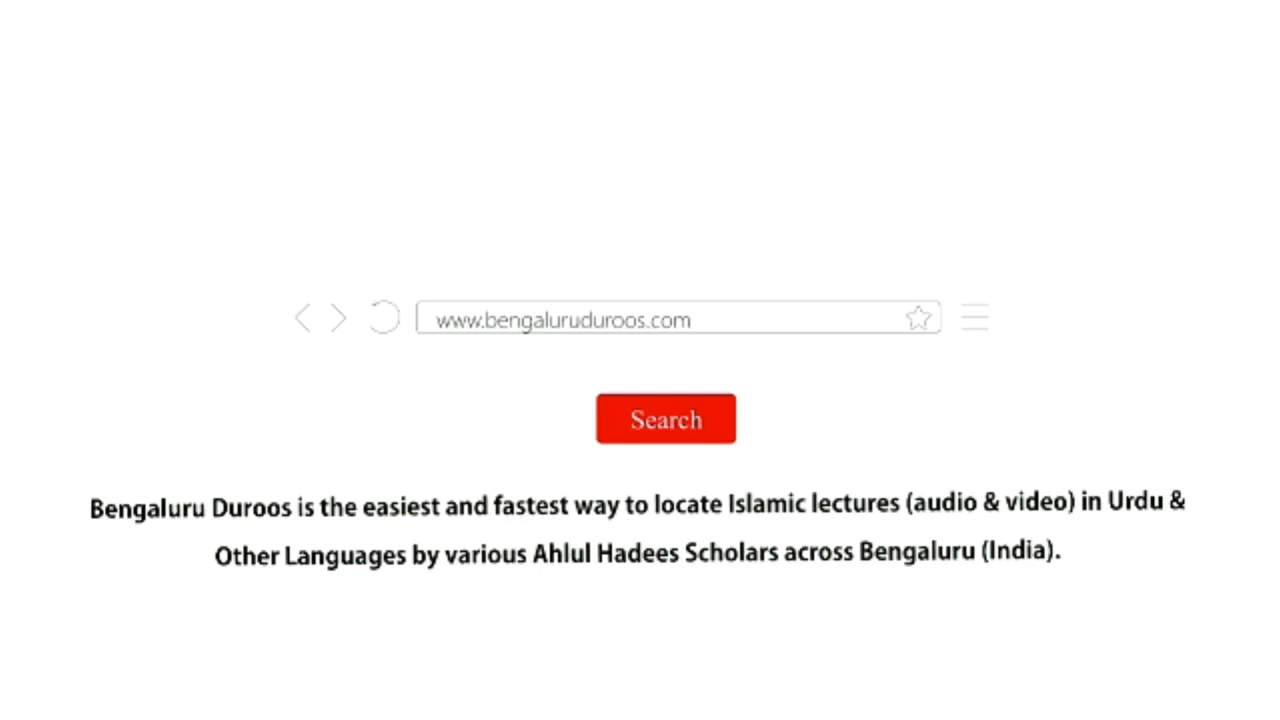 www.bengaluruduroos.com
Search
Bengaluru Duroos is the easiest and fastest way to locate Islamic lectures (audio & video) in Urdu &
Other Languages by various Ahlul Hadees Scholars across Bengaluru (India).